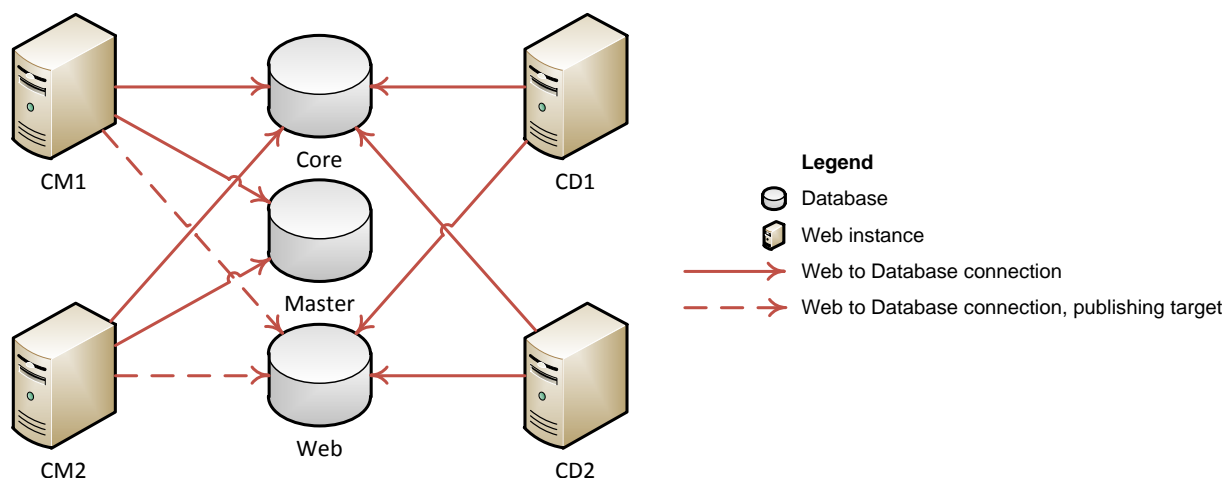 CM1
Core
CD1
Master
CM2
Web
CD2
Legend
Database
Web instance
Web to Database connection
Web to Database connection, publishing target